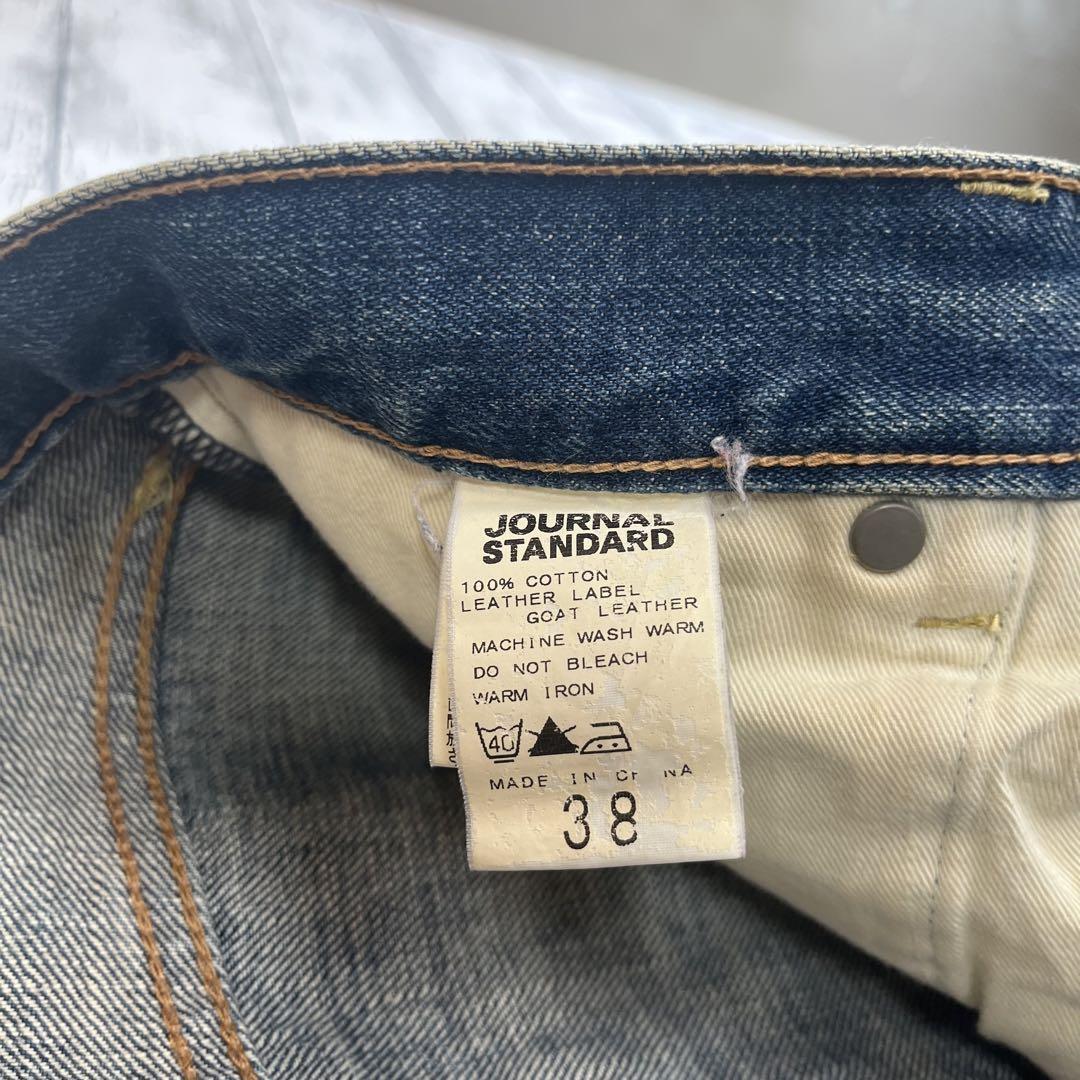 JOURNAL
STANDARD
100% COTTON
LEATHER LABEL
GOAT LEATHER
MACHINE WASH WARM
DO NOT BLEACH
WARM IRON
40
MADE IN CHINA
38